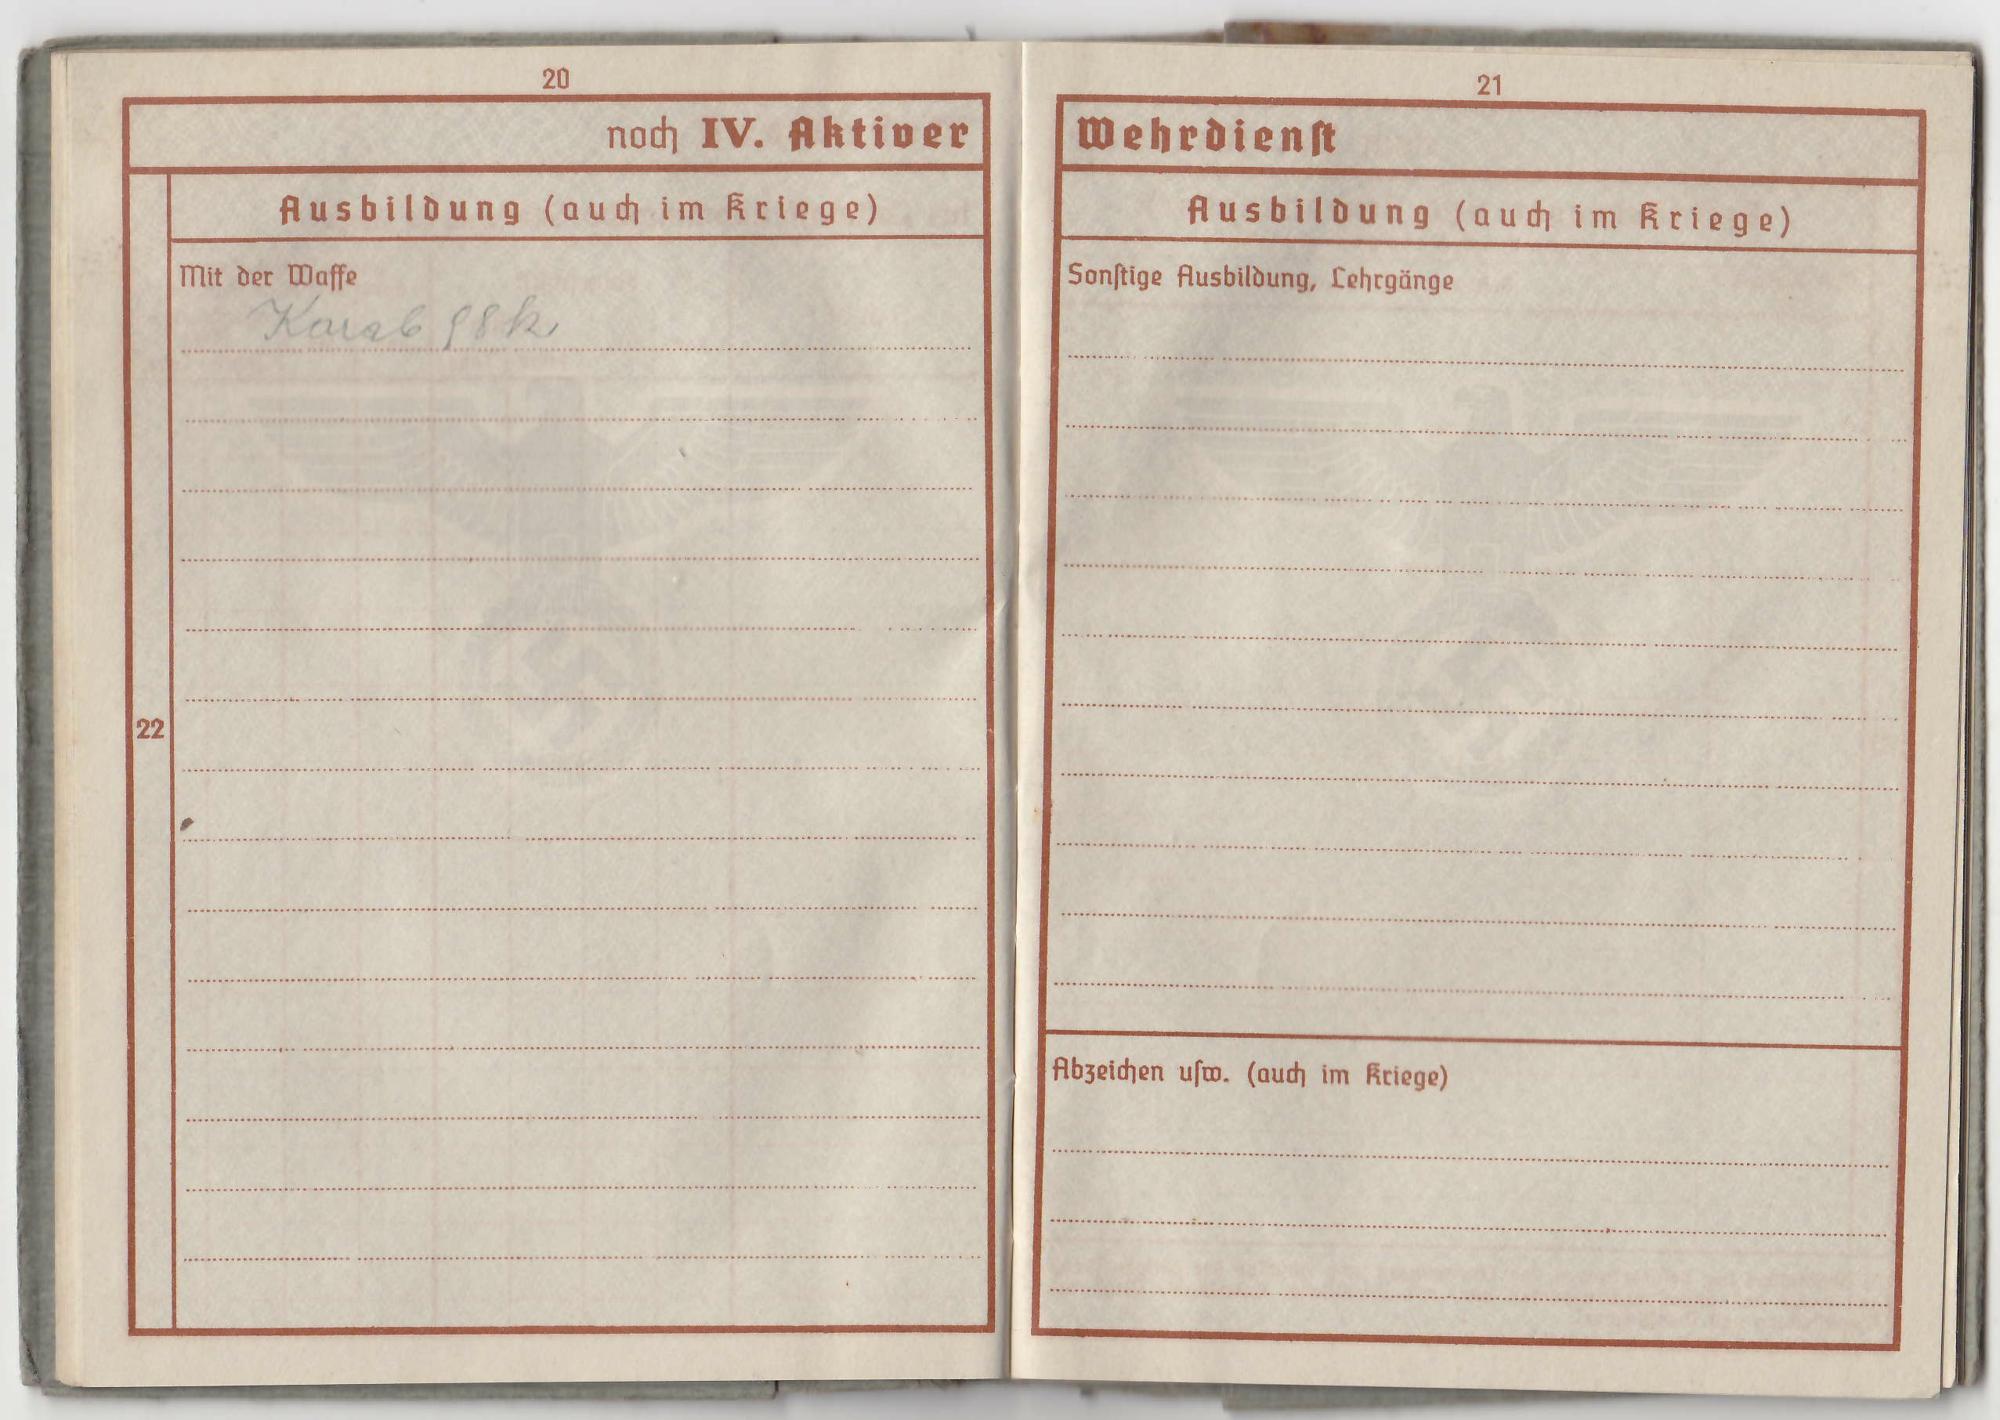 20
noch IV. Aktiver
Ausbildung (auch im Kriege)
Mit der Waffe
Karab 98k
22
21
Wehrdienst
Ausbildung (auch im Kriege)
Sonstige Ausbildung, Lehrgänge
Abzeichen usw. (auch im Kriege)